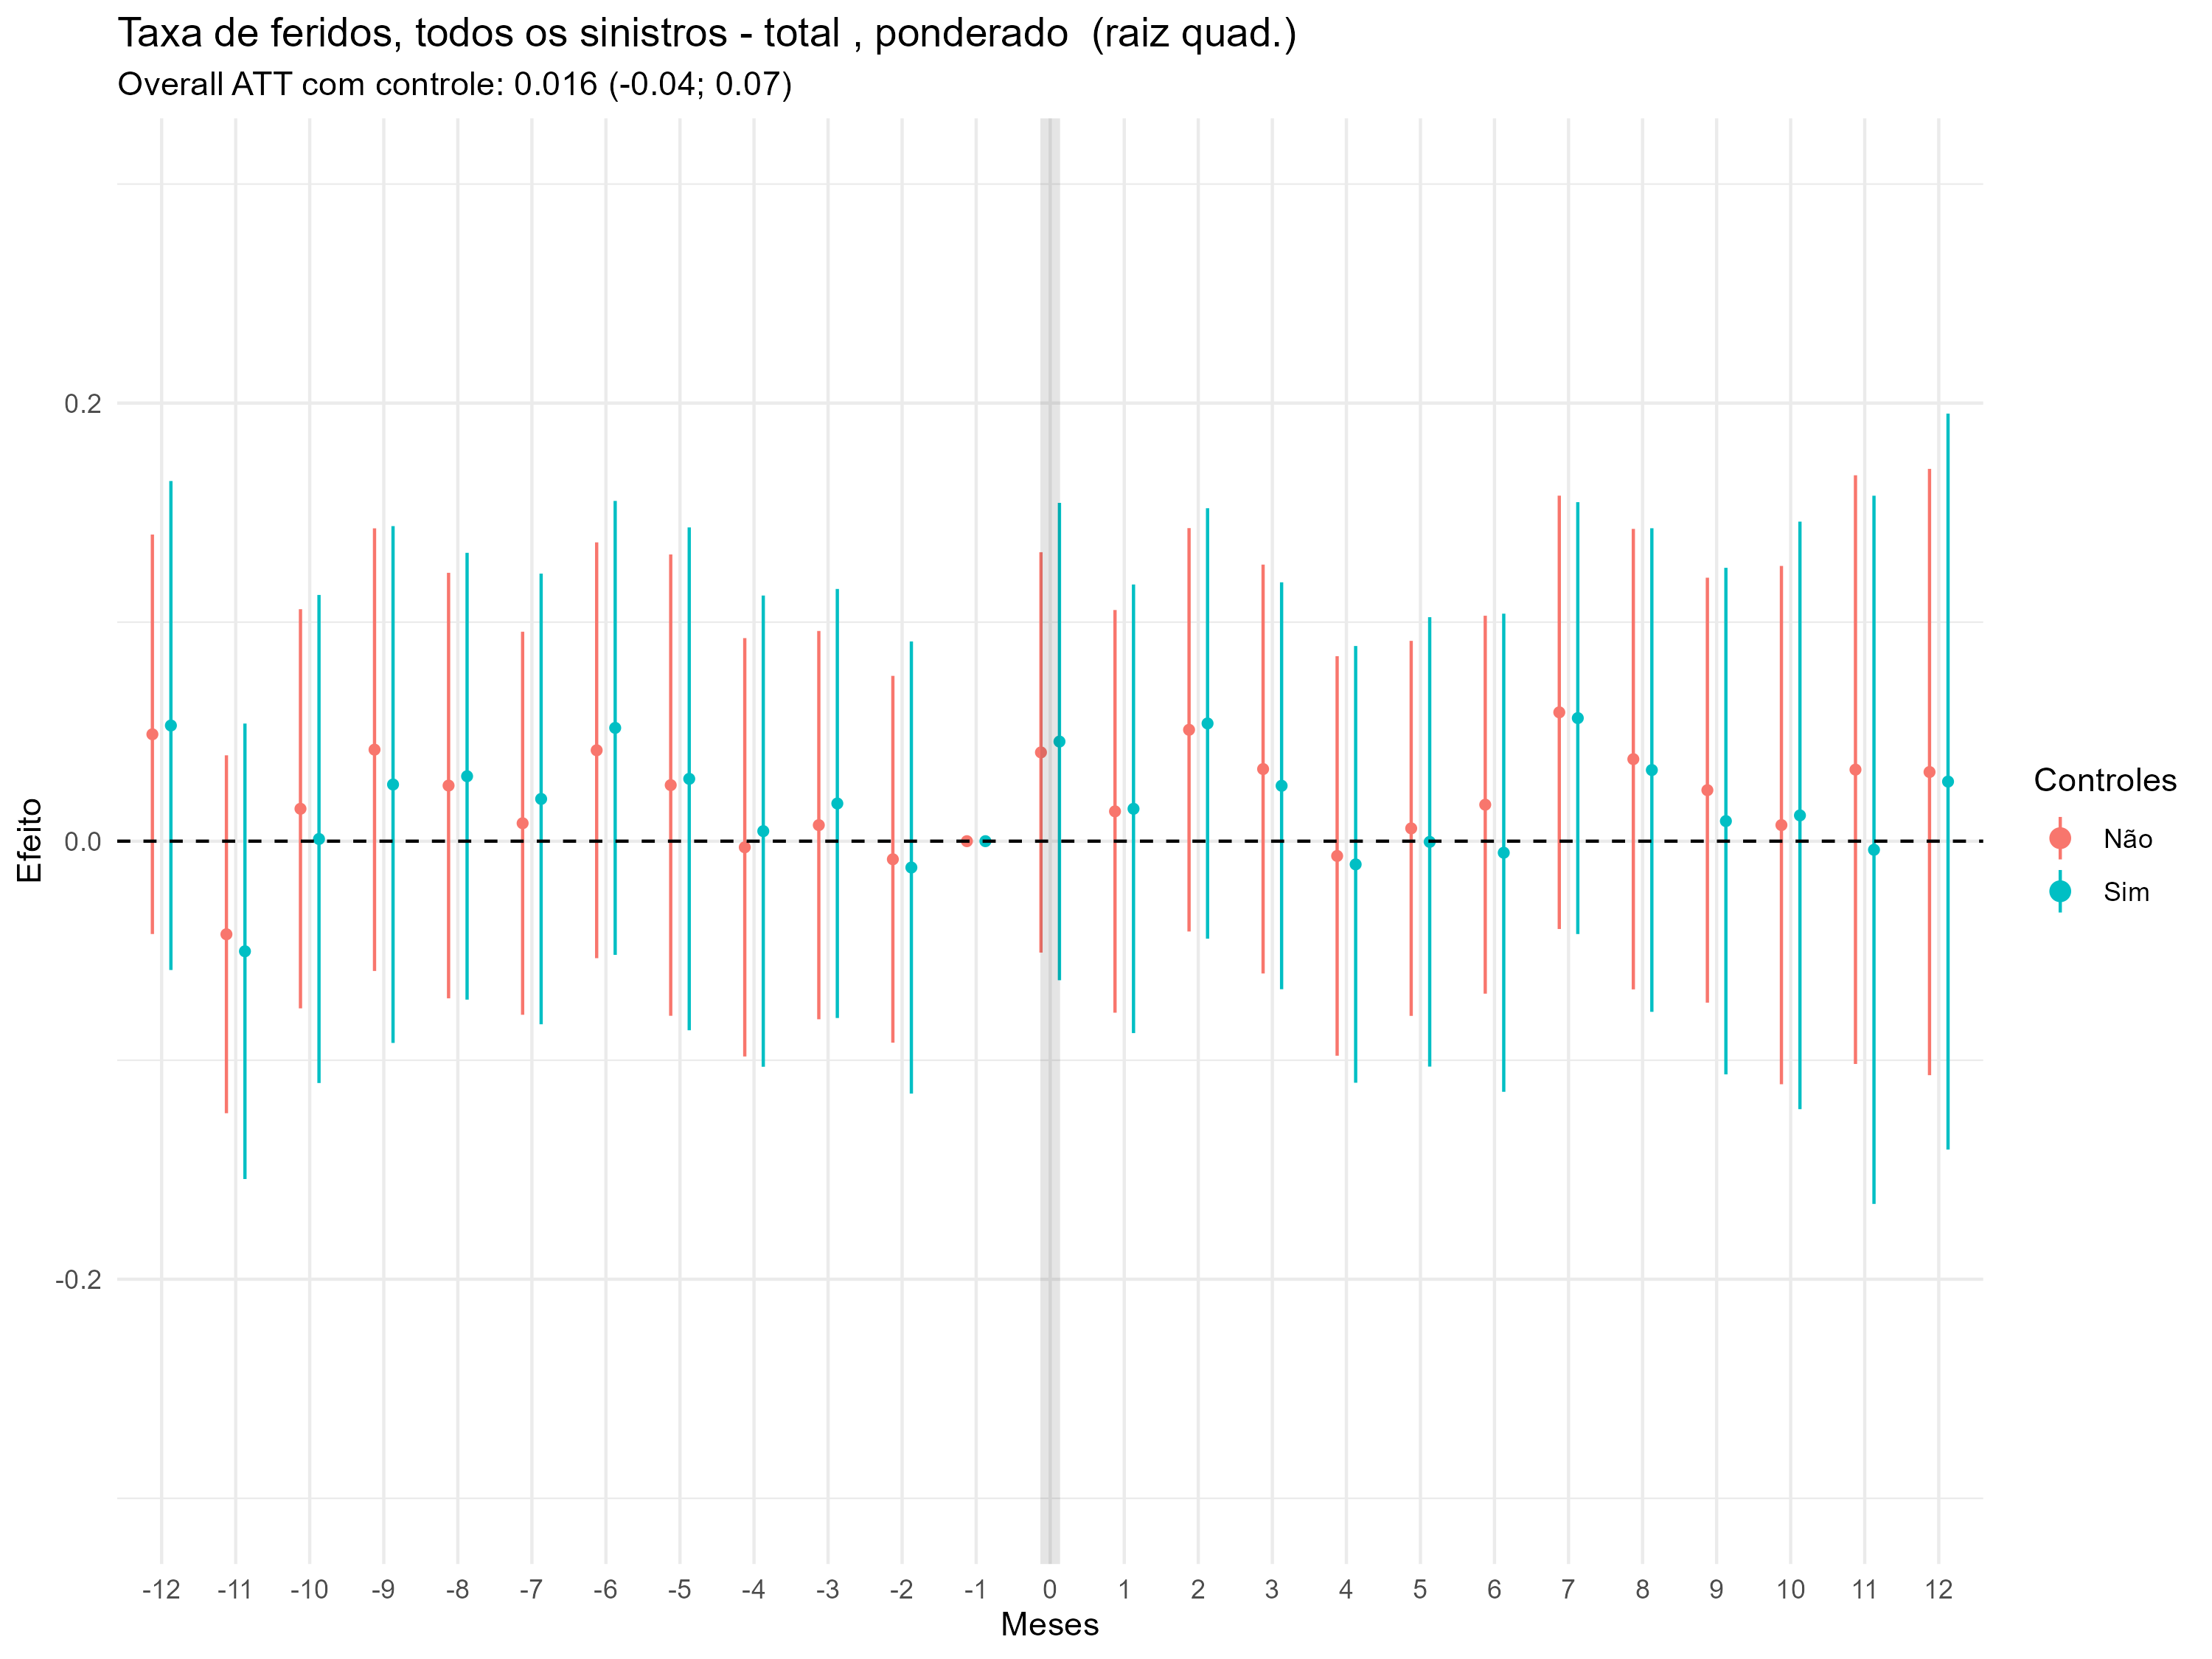 Taxa de feridos, todos os sinistros - total , ponderado  (raiz quad.)
Overall ATT com controle: 0.016 (-0.04; 0.07)
0.2
0.0
-0.2
Efeito
-12 -11 -10 -9 -8 -7 -6 -5 -4 -3 -2 -1 0 1 2 3 4 5 6 7 8 9 10 11 12
Meses
Controles
Não
Sim